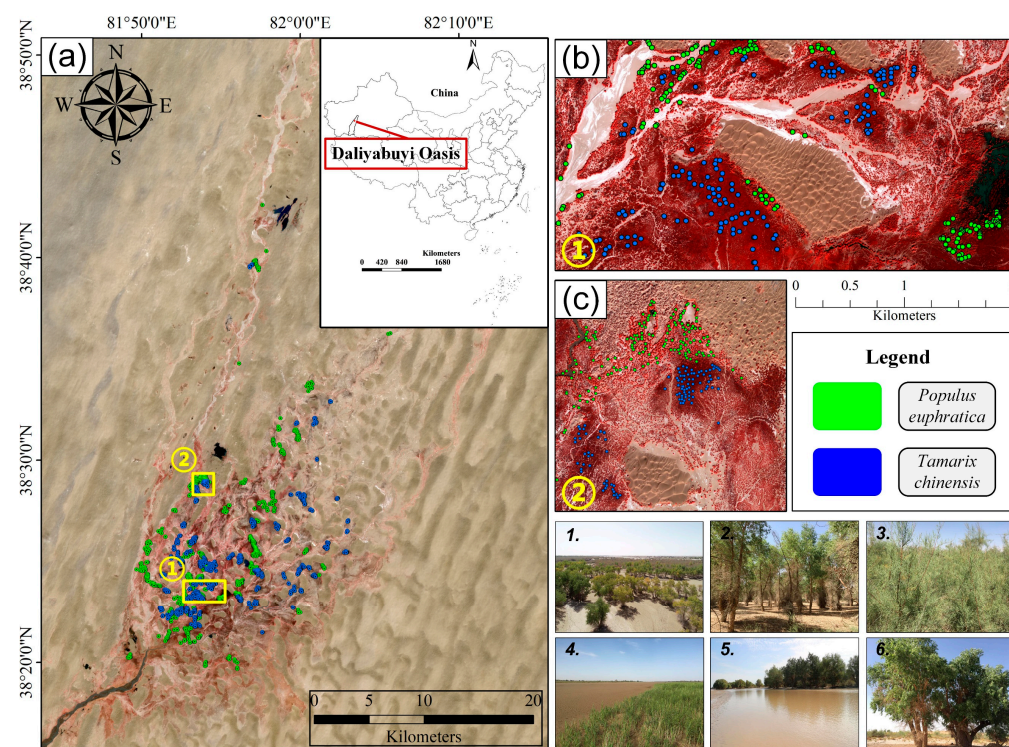 81°50'0"E 82°0'0"E 82°10'0"E
38°50'0"N
38°40'0"N
38°30'0"N
38°20'0"N
(a)
N
W E
S
N
China
Daliyabuyi Oasis
Kilometers
0 420 840 1680
2
1
0 5 10 20
Kilometers
(b)
1
(c)
2
0 0.5 1
Kilometers
Legend
Populus
euphratica
Tamarix
chinensis
1. 2. 3.
4. 5. 6.